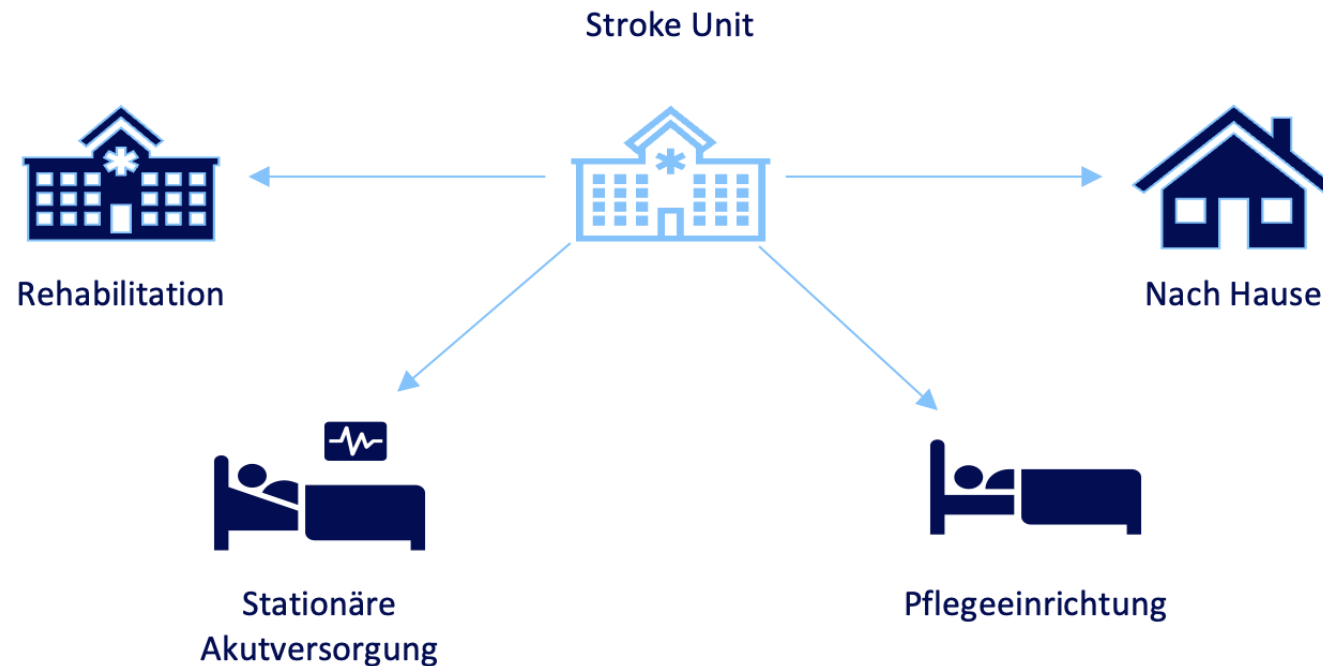 Stroke Unit
Rehabilitation
Nach Hause
Stationäre
Akutversorgung
Pflegeeinrichtung